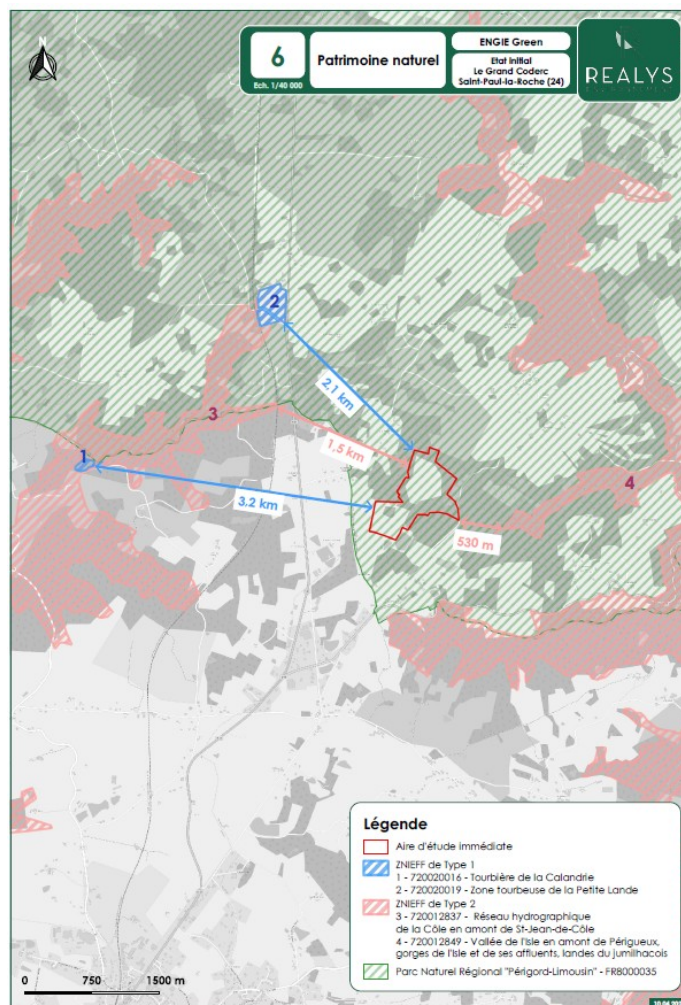 N
6
Ech. 1/40 000
Patrimoine naturel
ENGIE Green
Etat initial
Le Grand Coderc
Saint-Paul-la-Roche (24)
REALYS
2
2,1 km
3
1,5 km
1
3,2 km
4
530 m
Légende
Aire d'étude immédiate
ZNIEFF de Type 1
1 - 720020016 - Tourbière de la Calandrie
2 - 720020019 - Zone tourbeuse de la Petite Lande
ZNIEFF de Type 2
3 - 720012837 - Réseau hydrographique
de la Côle en amont de St-Jean-de-Côle
4 - 720012849 - Vallée de l'Isle en amont de Périgueux,
gorges de l'Isle et de ses affluents, landes du jumilhacois
Parc Naturel Régional "Périgord-Limousin" - FR8000035
0 750 1500 m